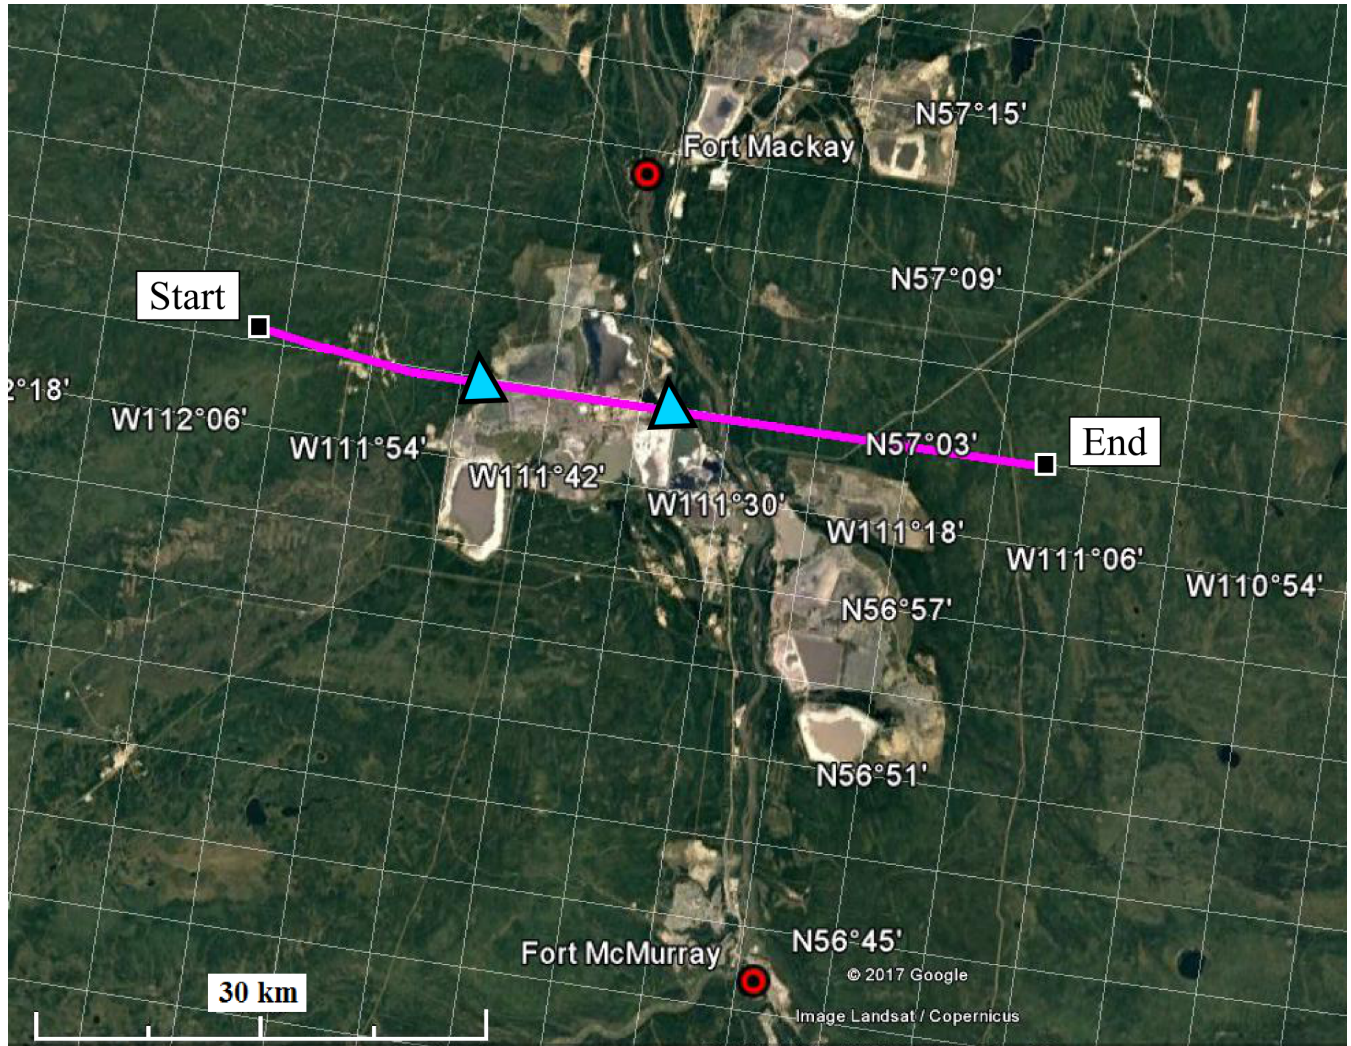 N57°15'
Fort Mackay
N57°09'
Start
2°18'
W112°06'
W111°54'
N57°03'
End
W111°42'
W111°30'
W111°18'
W111°06'
W110°54'
N56°57'
N56°51'
N56°45'
Fort McMurray
© 2017 Google
30 km
Image Landsat / Copernicus